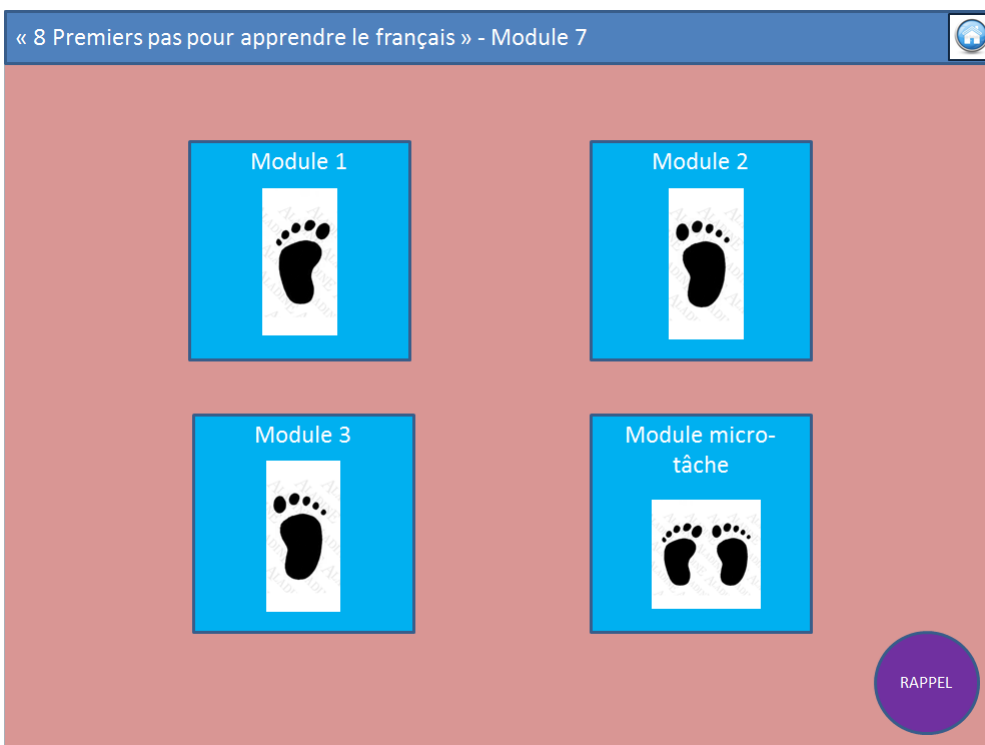 « 8 Premiers pas pour apprendre le français » - Module 7
Module 1
Module 2
Module 3
Module micro-
tâche
RAPPEL